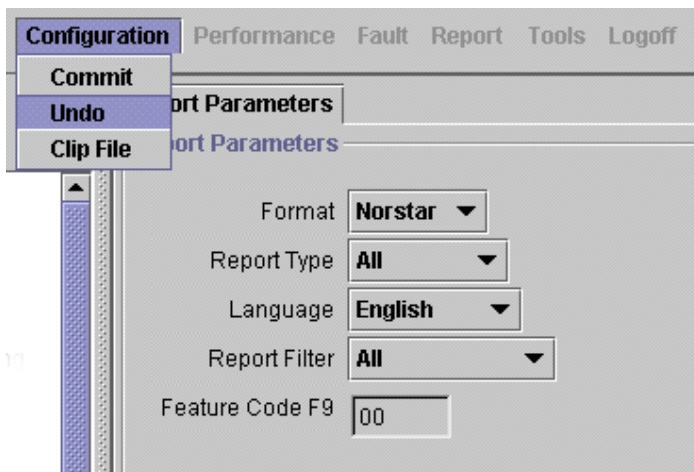 Configuration Performance Fault Report Tools Logoff
Commit
Undo
Clip File
ort Parameters
ort Parameters
Format Norstar
Report Type All
Language English
Report Filter All
Feature Code F9 00